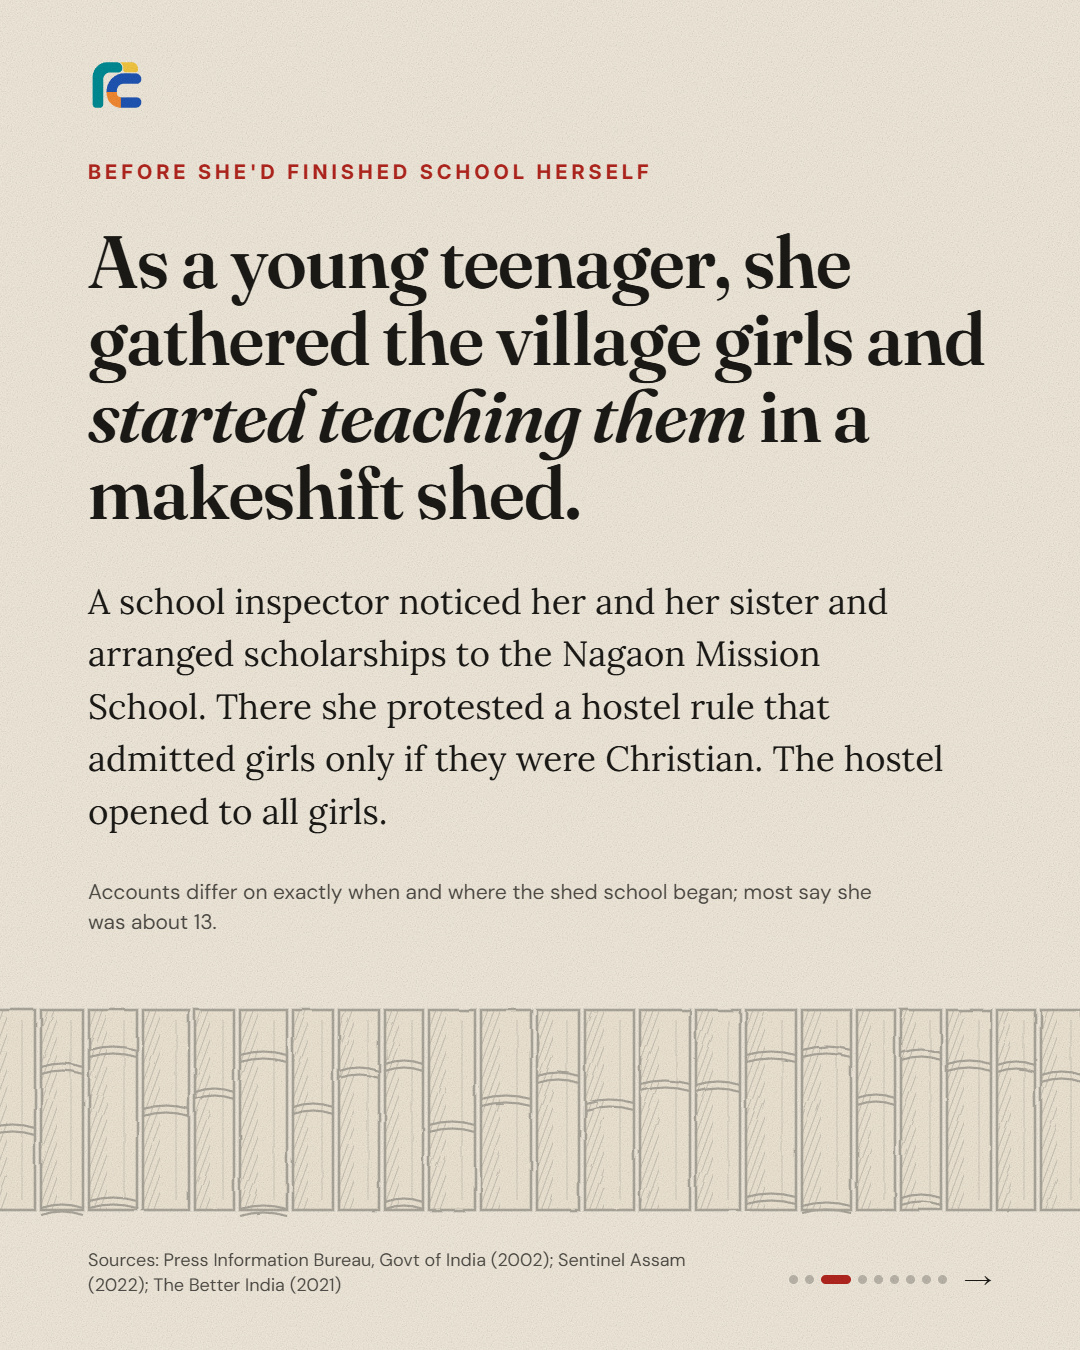 BEFORE SHE'D FINISHED SCHOOL HERSELF
As a young teenager, she
gathered the village girls and
started teaching them in a
makeshift shed.
A school inspector noticed her and her sister and
arranged scholarships to the Nagaon Mission
School. There she protested a hostel rule that
admitted girls only if they were Christian. The hostel
opened to all girls.
Accounts differ on exactly when and where the shed school began; most say she
was about 13.
Sources: Press Information Bureau, Govt of India (2002); Sentinel Assam
(2022); The Better India (2021)